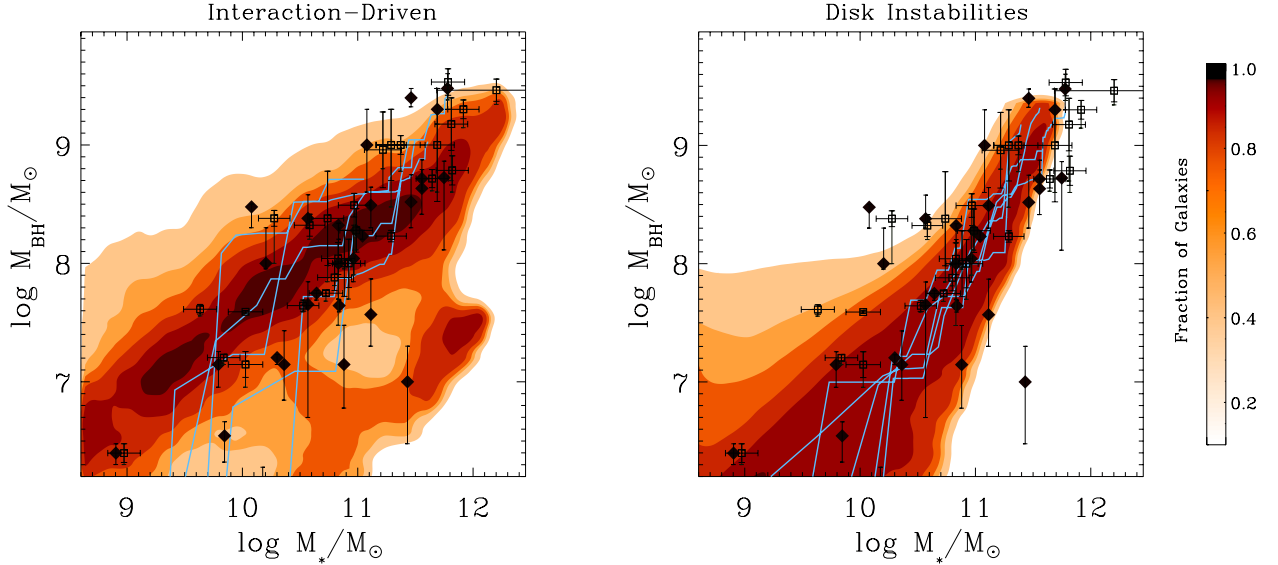 Interaction-Driven
Disk Instabilities
log M_BH/M_☉
9
8
7
9 10 11 12
log M_*/M_☉
log M_BH/M_☉
9
8
7
9 10 11 12
log M_*/M_☉
Fraction of Galaxies
1.0
0.8
0.6
0.4
0.2